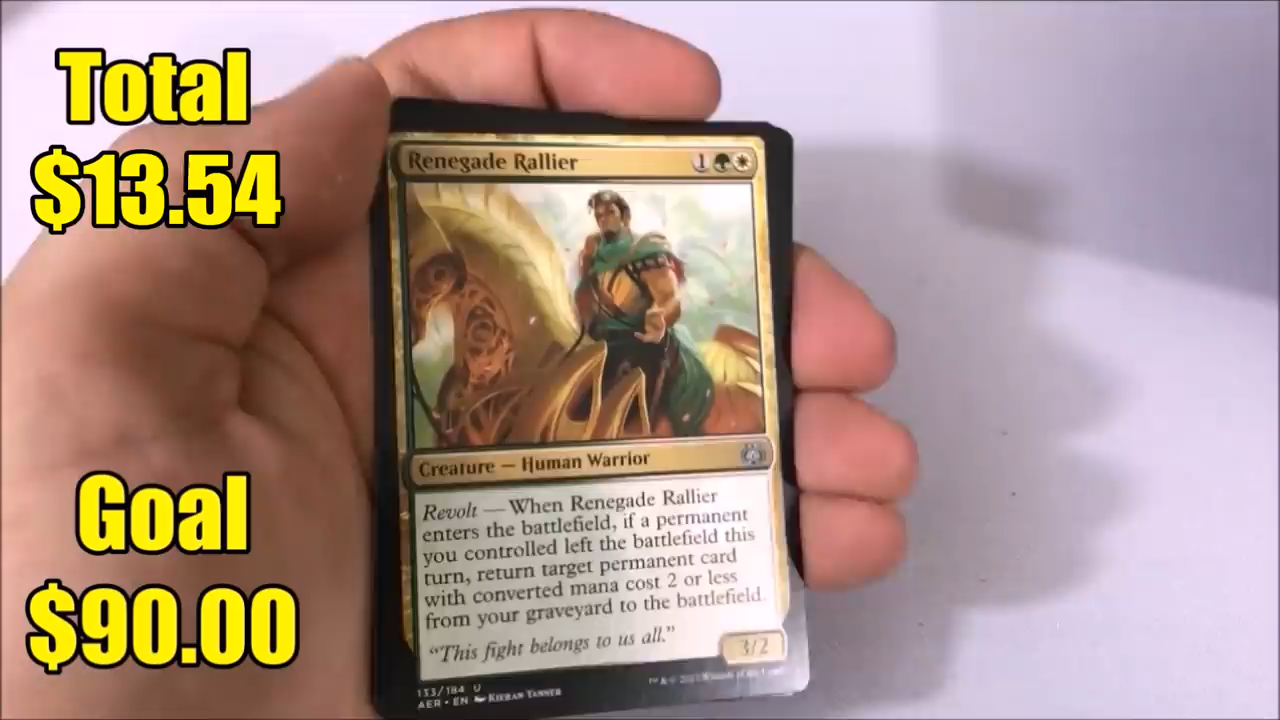 Total
$13.54
Goal
$90.00
Renegade Rallier 1
Creature — Human Warrior
Revolt — When Renegade Rallier
enters the battlefield, if a permanent
you controlled left the battlefield this
turn, return target permanent card
with converted mana cost 2 or less
from your graveyard to the battlefield.
"This fight belongs to us all."
3/2
133/184 U
AER • EN Kieran Yanner